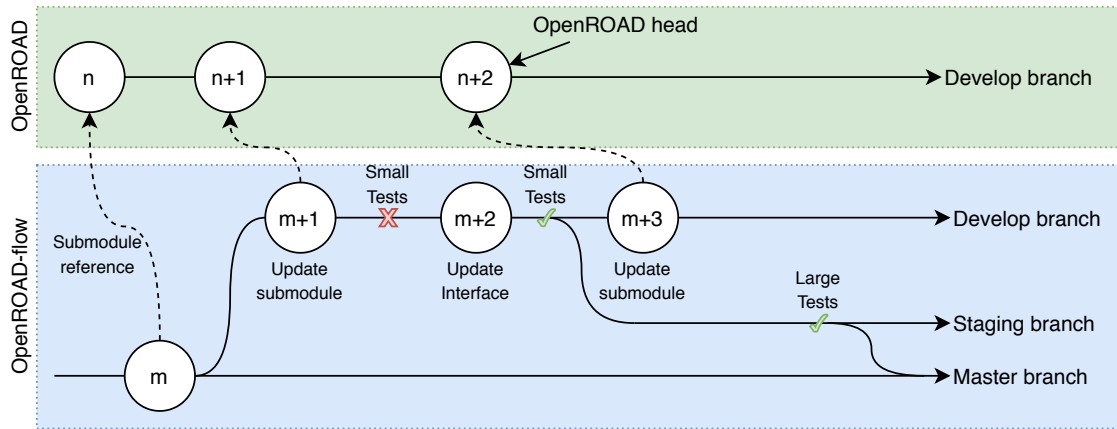 OpenROAD
OpenROAD head
n
n+1
n+2
Develop branch
OpenROAD-flow
Small
Tests
Small
Tests
m+1
m+2
m+3
Develop branch
Submodule
reference
Update
submodule
Update
Interface
Update
submodule
Large
Tests
Staging branch
m
Master branch